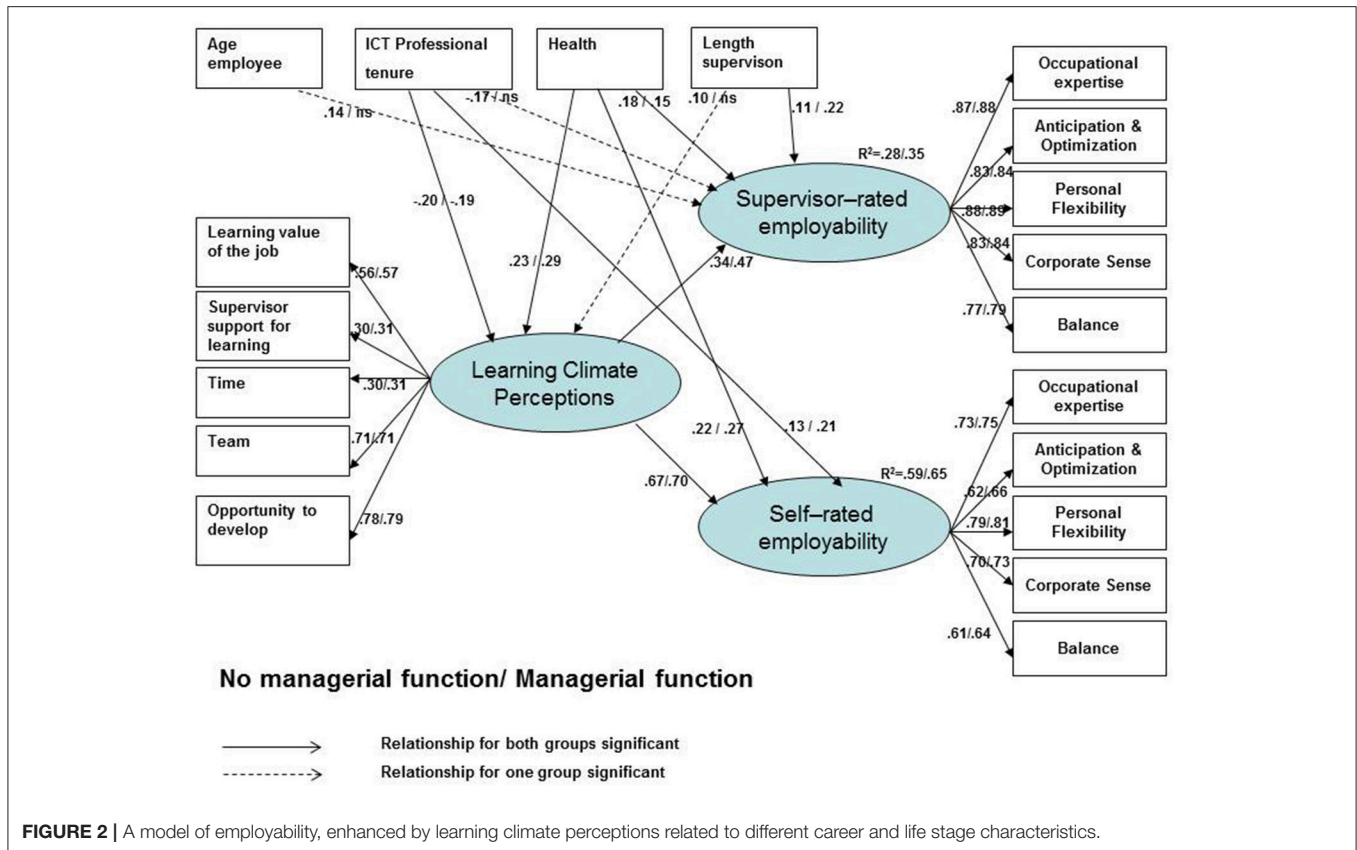 Age
employee
ICT Professional
tenure
Health
Length
supervison
.14 / ns
-.17 / ns
.18 / .15
.10 / ns
.11 / .22
R²=.28/.35
Supervisor–rated
employability
Occupational
expertise
Anticipation &
Optimization
Personal
Flexibility
Corporate Sense
Balance
.87/.88
.83/.84
.88/.89
.83/.84
.77/.79
-.20 / -.19
.23 / .29
.34/.47
Learning value
of the job
Supervisor
support for
learning
Time
Team
Opportunity to
develop
.56/.57
.30/.31
.30/.31
.71/.71
.78/.79
Learning Climate
Perceptions
.22 / .27
.13 / .21
.67/.70
R²=.59/.65
Self–rated
employability
Occupational
expertise
Anticipation &
Optimization
Personal
Flexibility
Corporate Sense
Balance
.73/.75
.62/.66
.79/.81
.70/.73
.61/.64
No managerial function/ Managerial function
Relationship for both groups significant
Relationship for one group significant
FIGURE 2 | A model of employability, enhanced by learning climate perceptions related to different career and life stage characteristics.